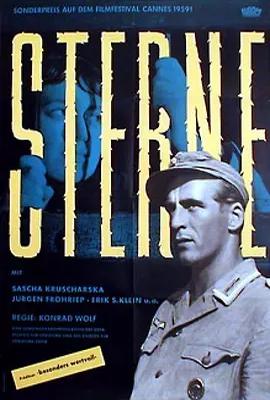 SONDERPREIS AUF DEM FILMFESTIVAL CANNES 1959!
STERNE
MIT
SASCHA KRUSCHARSKA
JÜRGEN FROHRIEP · ERIK S. KLEIN u. a.
REGIE: KONRAD WOLF
Prädikat: -besonders wertvoll-